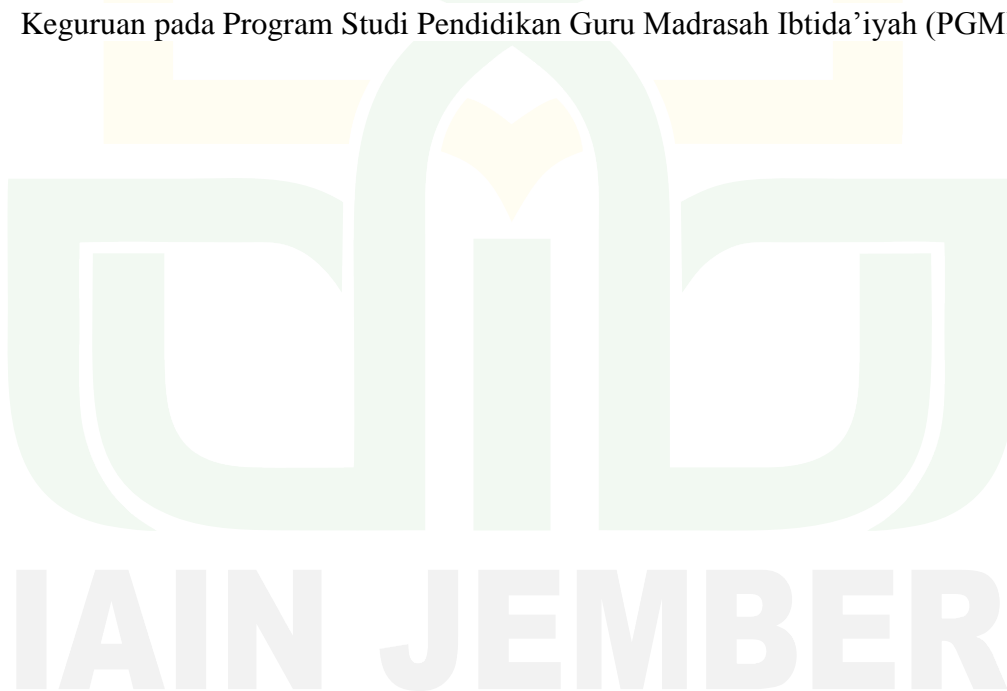 Keguruan pada Program Studi Pendidikan Guru Madrasah Ibtida’iyah (PGM
IAIN JEMBER